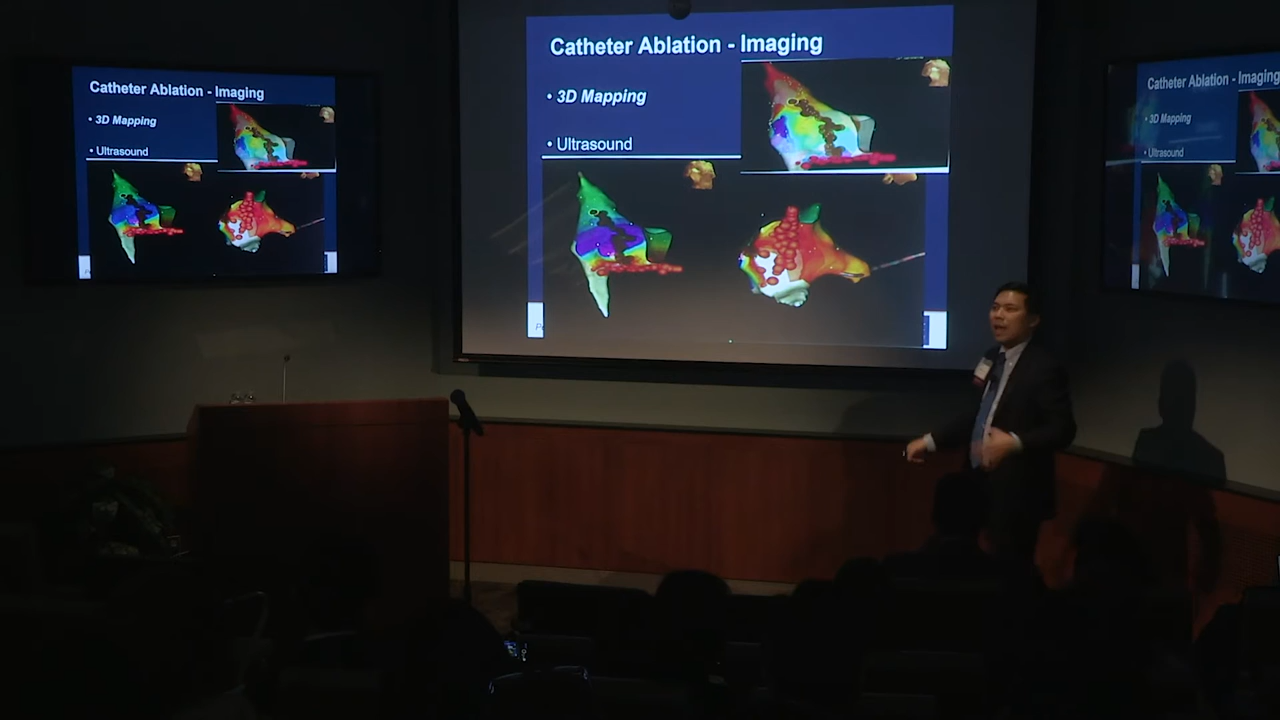 Catheter Ablation - Imaging
• 3D Mapping
• Ultrasound
Catheter Ablation - Imaging
• 3D Mapping
• Ultrasound
Catheter Ablation - Imaging
• 3D Mapping
• Ultrasound